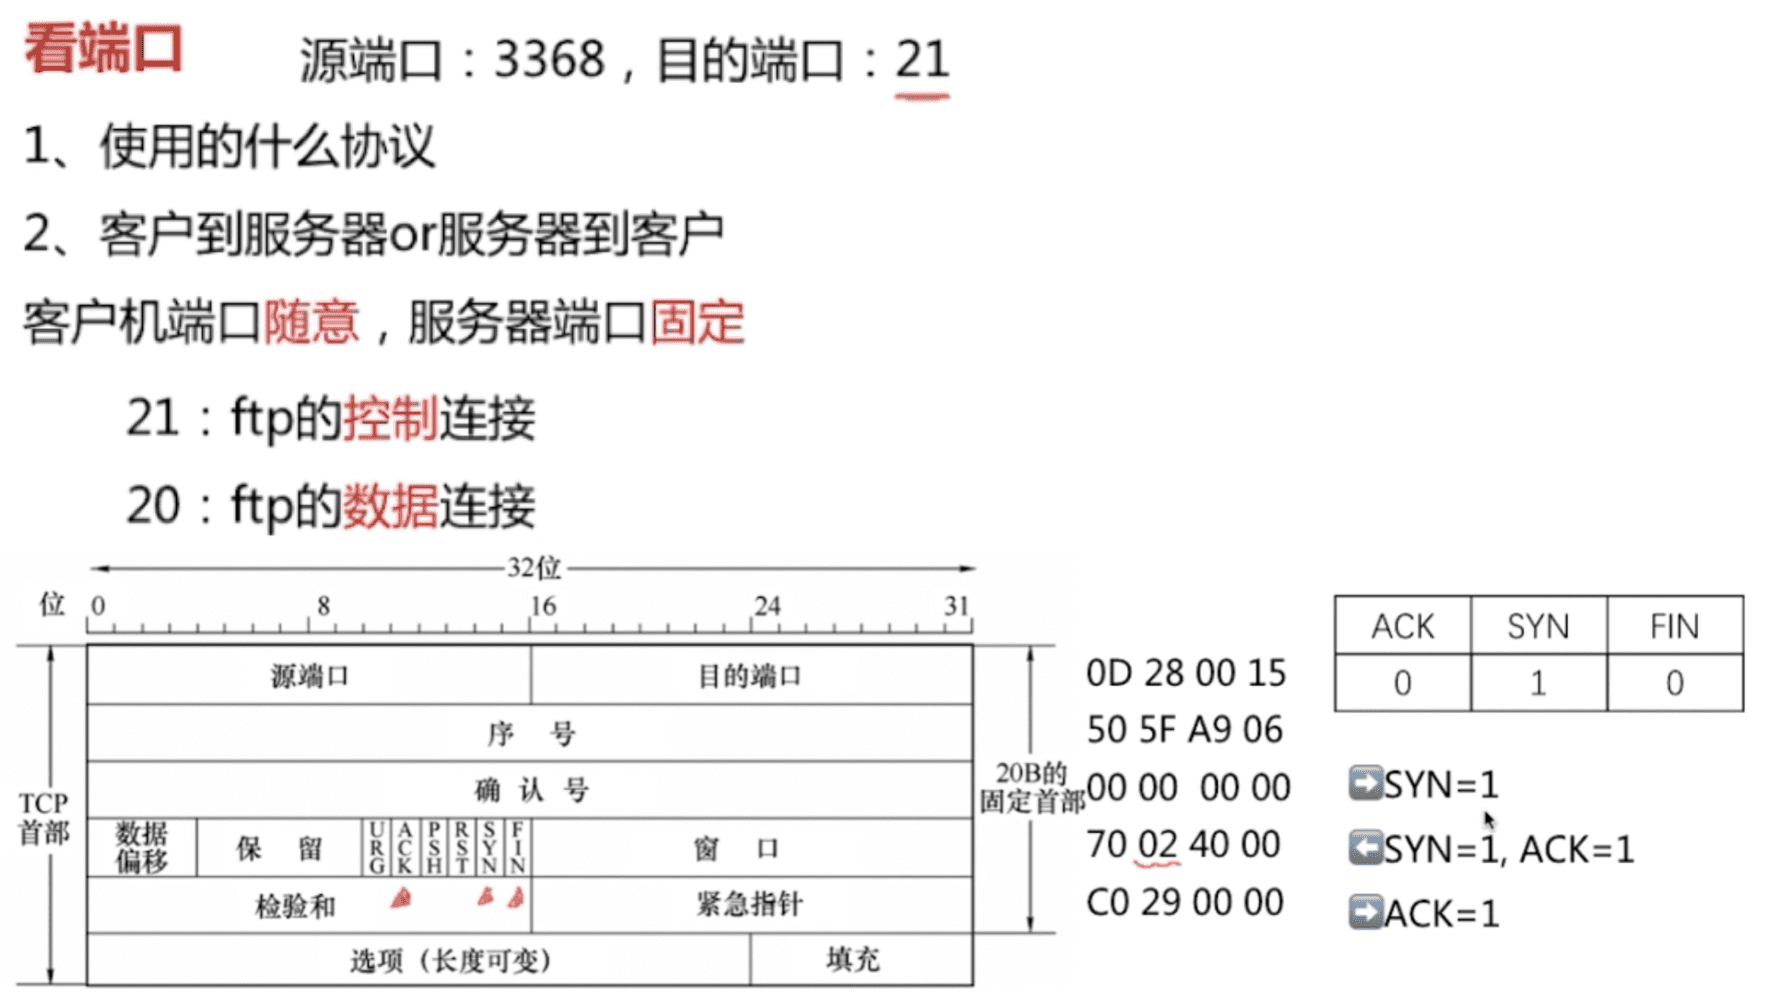 看端口 源端口：3368，目的端口：21
1、使用的什么协议
2、客户到服务器or服务器到客户
客户机端口随意，服务器端口固定
21：ftp的控制连接
20：ftp的数据连接
32位
位 0 8 16 24 31
源端口 目的端口
序 号
确 认 号
数据偏移 保 留 URG ACK PSH RST SYN FIN 窗 口
检验和 紧急指针
选项（长度可变） 填充
TCP首部
20B的固定首部
0D 28 00 15
50 5F A9 06
00 00 00 00
70 02 40 00
C0 29 00 00
ACK SYN FIN
0 1 0
➡SYN=1
⬅SYN=1, ACK=1
➡ACK=1